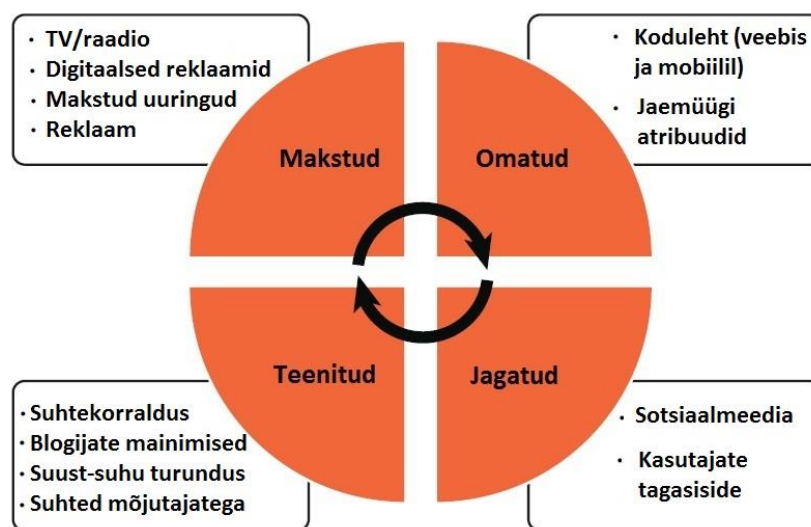 · TV/raadio
· Digitaalsed reklaamid
· Makstud uuringud
· Reklaam
· Koduleht (veebis
ja mobiilil)
· Jaemüügi
atribuudid
Makstud
Omatud
Teenitud
Jagatud
· Suhtekorraldus
· Blogijate mainimised
· Suust-suhu turundus
· Suhted mõjutajatega
· Sotsiaalmeedia
· Kasutajate
tagasiside